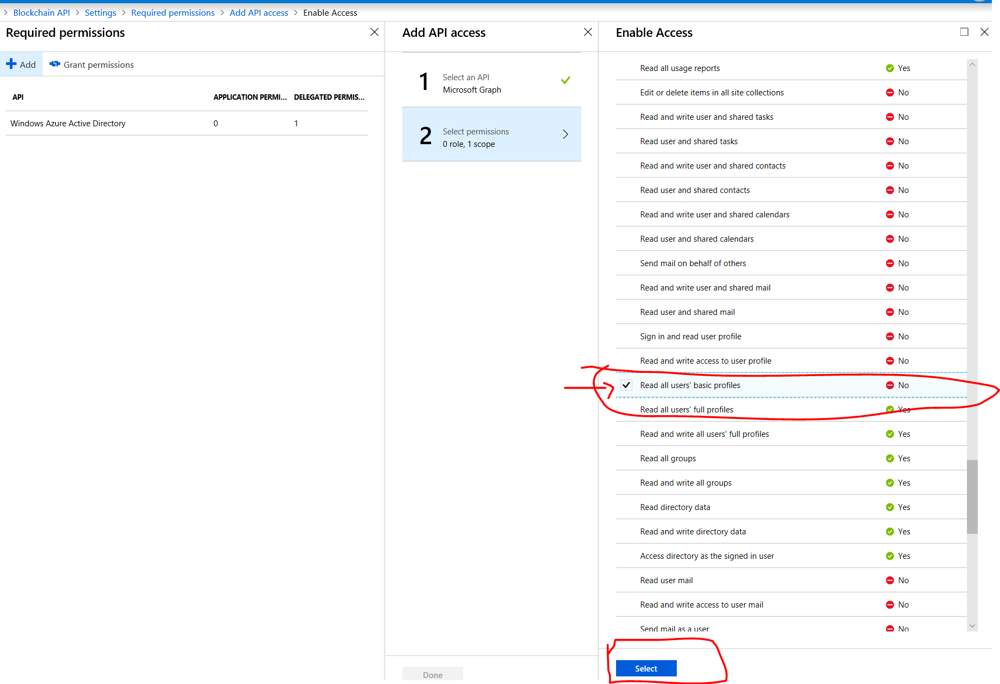 > Blockchain API > Settings > Required permissions > Add API access > Enable Access
Required permissions
Add
Grant permissions
API APPLICATION PERMI... DELEGATED PERMIS...
Windows Azure Active Directory 0 1
Add API access
1 Select an API
Microsoft Graph
2 Select permissions
0 role, 1 scope
Done
Enable Access
Read all usage reports Yes
Edit or delete items in all site collections No
Read and write user and shared tasks No
Read user and shared tasks No
Read and write user and shared contacts No
Read user and shared contacts No
Read and write user and shared calendars No
Read user and shared calendars No
Send mail on behalf of others No
Read and write user and shared mail No
Read user and shared mail No
Sign in and read user profile No
Read and write access to user profile No
Read all users' basic profiles No
Read all users' full profiles Yes
Read and write all users' full profiles Yes
Read all groups Yes
Read and write all groups Yes
Read directory data Yes
Read and write directory data Yes
Access directory as the signed in user Yes
Read user mail No
Read and write access to user mail No
Send mail as a user No
Select